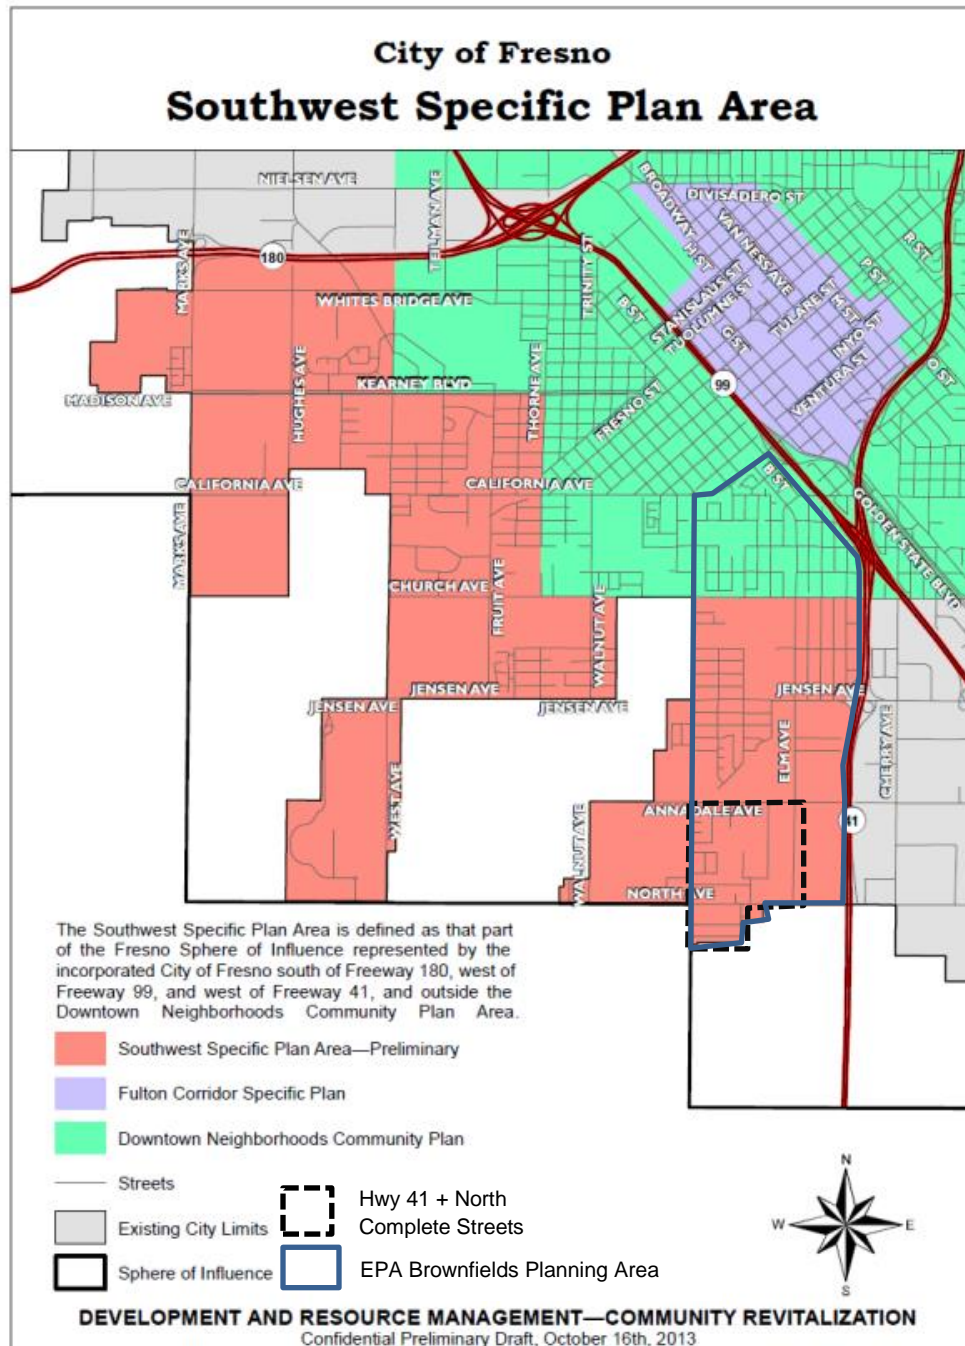 City of Fresno
Southwest Specific Plan Area
NIELSEN AVE
TEILMAN AVE
BROADWAY
DIVISADERO ST
VAN NESS AVE
H ST
R ST
P ST
MARKS AVE
180
TRINITY ST
B ST
STANISLAUS ST
TUOLUMNE ST
G ST
TULARE ST
M ST
INYO ST
VENTURA ST
O ST
WHITES BRIDGE AVE
HUGHES AVE
THORNE AVE
99
KEARNEY BLVD
MADISON AVE
FRESNO ST
CALIFORNIA AVE
CALIFORNIA AVE
B ST
GOLDEN STATE BLVD
MARKS AVE
CHURCH AVE
FRUIT AVE
WALNUT AVE
JENSEN AVE
JENSEN AVE
JENSEN AVE
JENSEN AVE
ELM AVE
CHERRY AVE
WEST AVE
WALNUT AVE
ANNADALE AVE
41
NORTH AVE
The Southwest Specific Plan Area is defined as that part
of the Fresno Sphere of Influence represented by the
incorporated City of Fresno south of Freeway 180, west of
Freeway 99, and west of Freeway 41, and outside the
Downtown Neighborhoods Community Plan Area.
Southwest Specific Plan Area—Preliminary
Fulton Corridor Specific Plan
Downtown Neighborhoods Community Plan
Streets
Existing City Limits
Sphere of Influence
Hwy 41 + North
Complete Streets
EPA Brownfields Planning Area
N
W
E
S
DEVELOPMENT AND RESOURCE MANAGEMENT—COMMUNITY REVITALIZATION
Confidential Preliminary Draft, October 16th, 2013